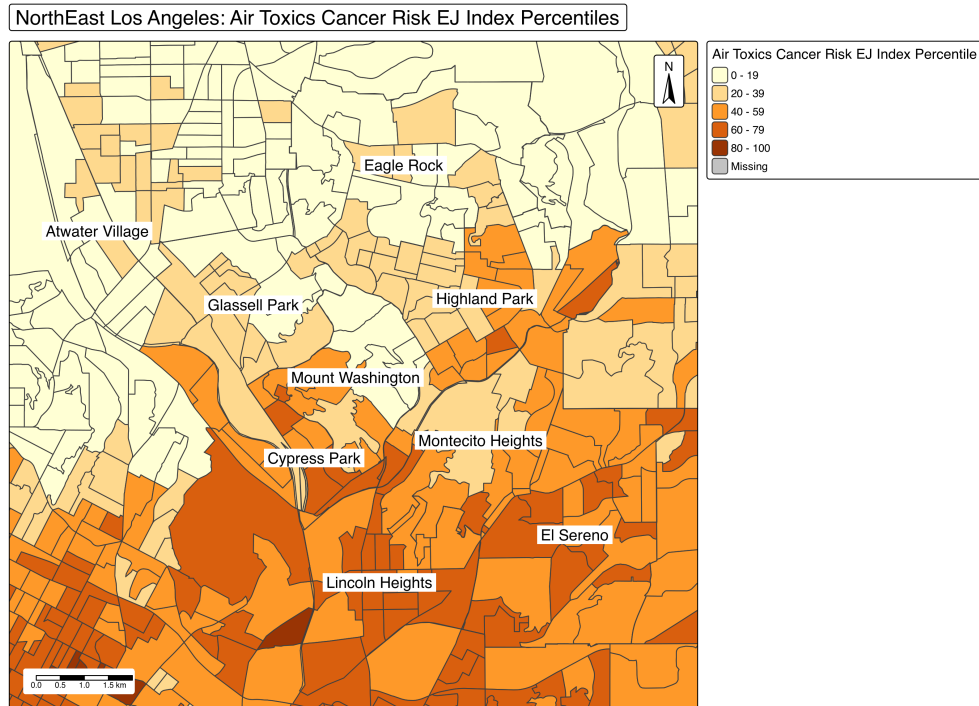 NorthEast Los Angeles: Air Toxics Cancer Risk EJ Index Percentiles
Air Toxics Cancer Risk EJ Index Percentile
0 - 19
20 - 39
40 - 59
60 - 79
80 - 100
Missing
N
Eagle Rock
Atwater Village
Glassell Park
Highland Park
Mount Washington
Montecito Heights
Cypress Park
El Sereno
Lincoln Heights
0.0 0.5 1.0 1.5 km